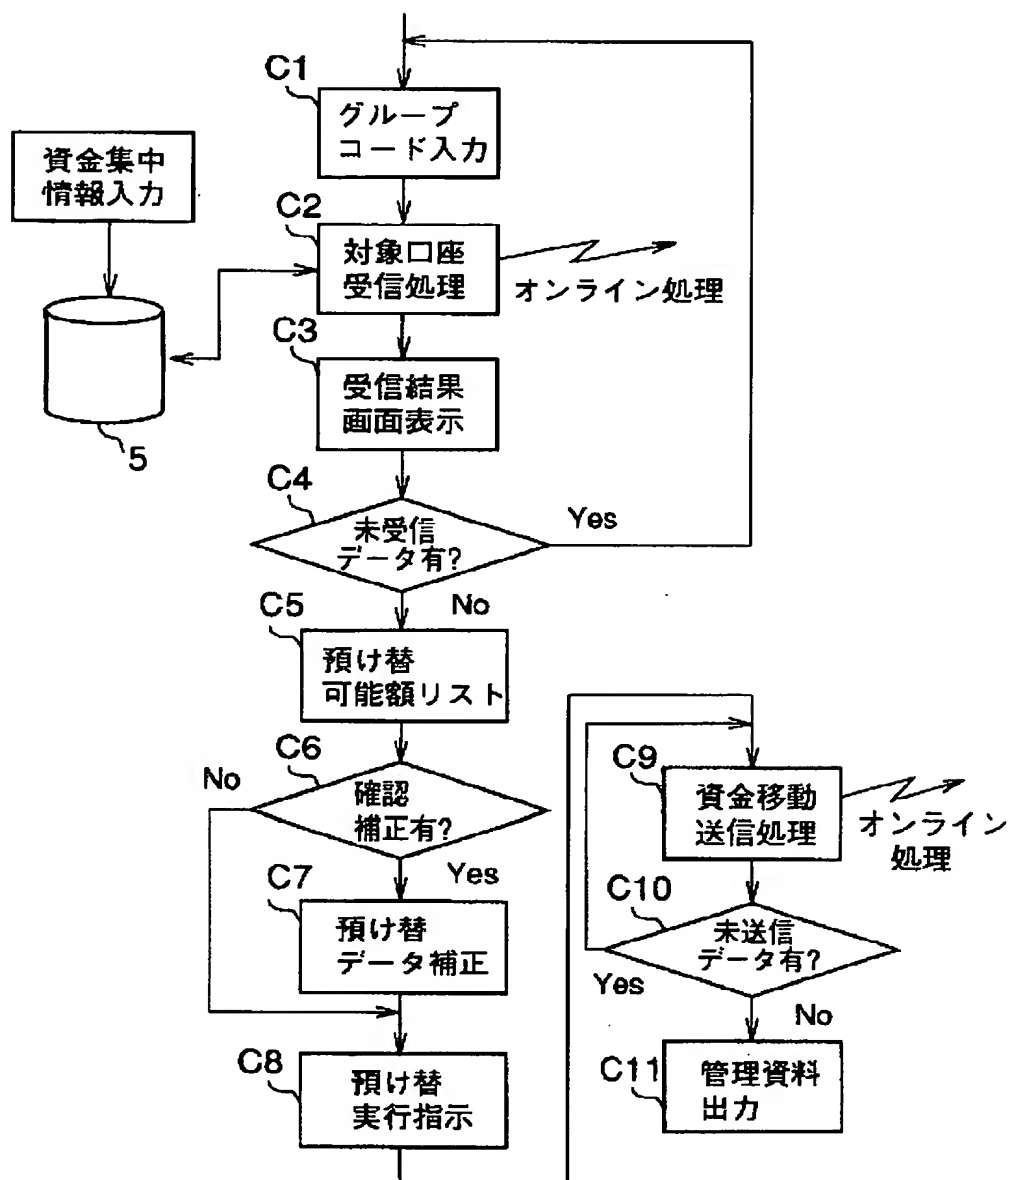 C1
グループ
コード入力
資金集中
情報入力
C2
対象口座
受信処理
オンライン処理
C3
受信結果
画面表示
5
C4
未受信
データ有?
Yes
No
C5
預け替
可能額リスト
C6
No
確認
補正有?
Yes
C7
預け替
データ補正
C8
預け替
実行指示
C9
資金移動
送信処理
オンライン
処理
C10
未送信
データ有?
Yes
No
C11
管理資料
出力